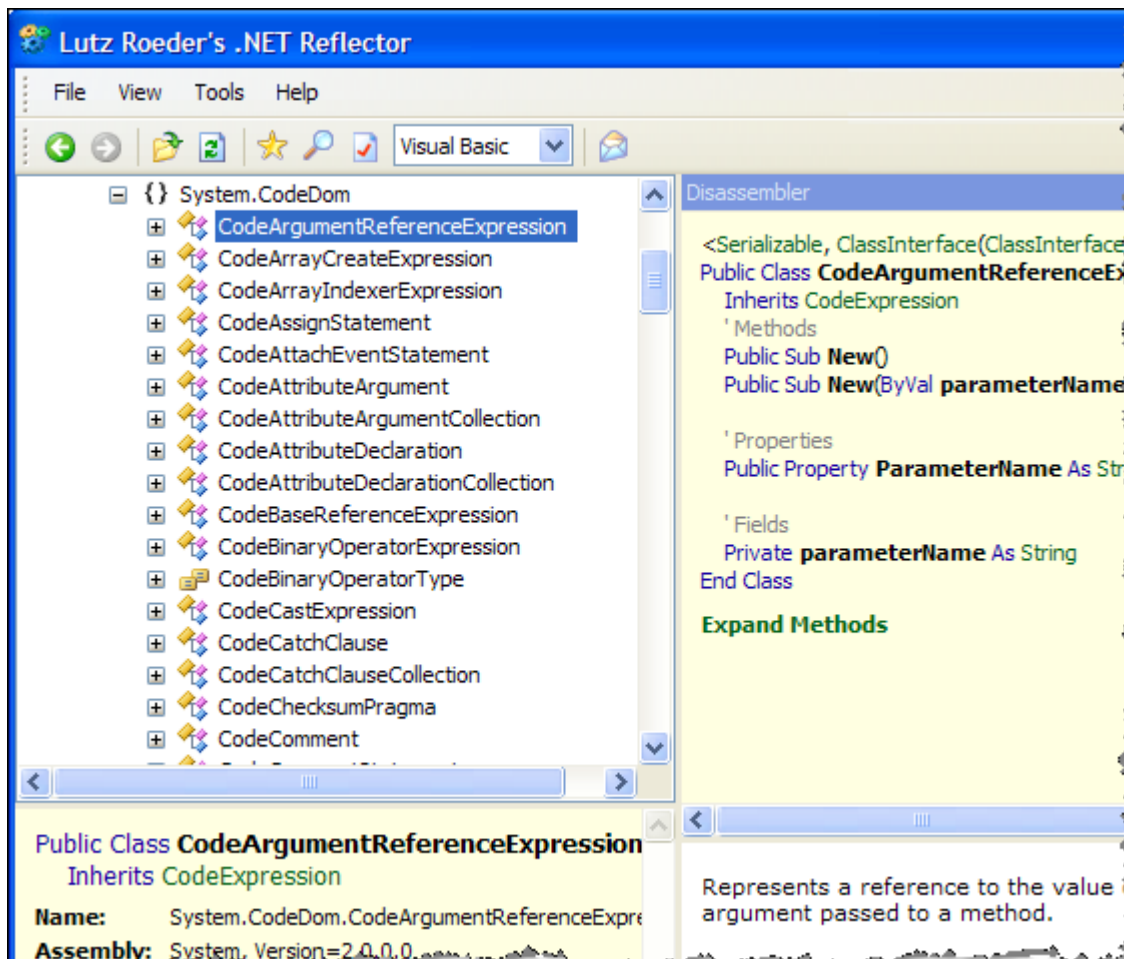 Lutz Roeder's .NET Reflector
File View Tools Help
Visual Basic
{} System.CodeDom
CodeArgumentReferenceExpression
CodeArrayCreateExpression
CodeArrayIndexerExpression
CodeAssignStatement
CodeAttachEventStatement
CodeAttributeArgument
CodeAttributeArgumentCollection
CodeAttributeDeclaration
CodeAttributeDeclarationCollection
CodeBaseReferenceExpression
CodeBinaryOperatorExpression
CodeBinaryOperatorType
CodeCastExpression
CodeCatchClause
CodeCatchClauseCollection
CodeChecksumPragma
CodeComment
Disassembler
<Serializable, ClassInterface(ClassInterface
Public Class CodeArgumentReferenceEx
Inherits CodeExpression
' Methods
Public Sub New()
Public Sub New(ByVal parameterName
' Properties
Public Property ParameterName As Str
' Fields
Private parameterName As String
End Class
Expand Methods
Public Class CodeArgumentReferenceExpression
Inherits CodeExpression
Name: System.CodeDom.CodeArgumentReferenceExpre
Assembly: System, Version=2.0.0.0,
Represents a reference to the value
argument passed to a method.